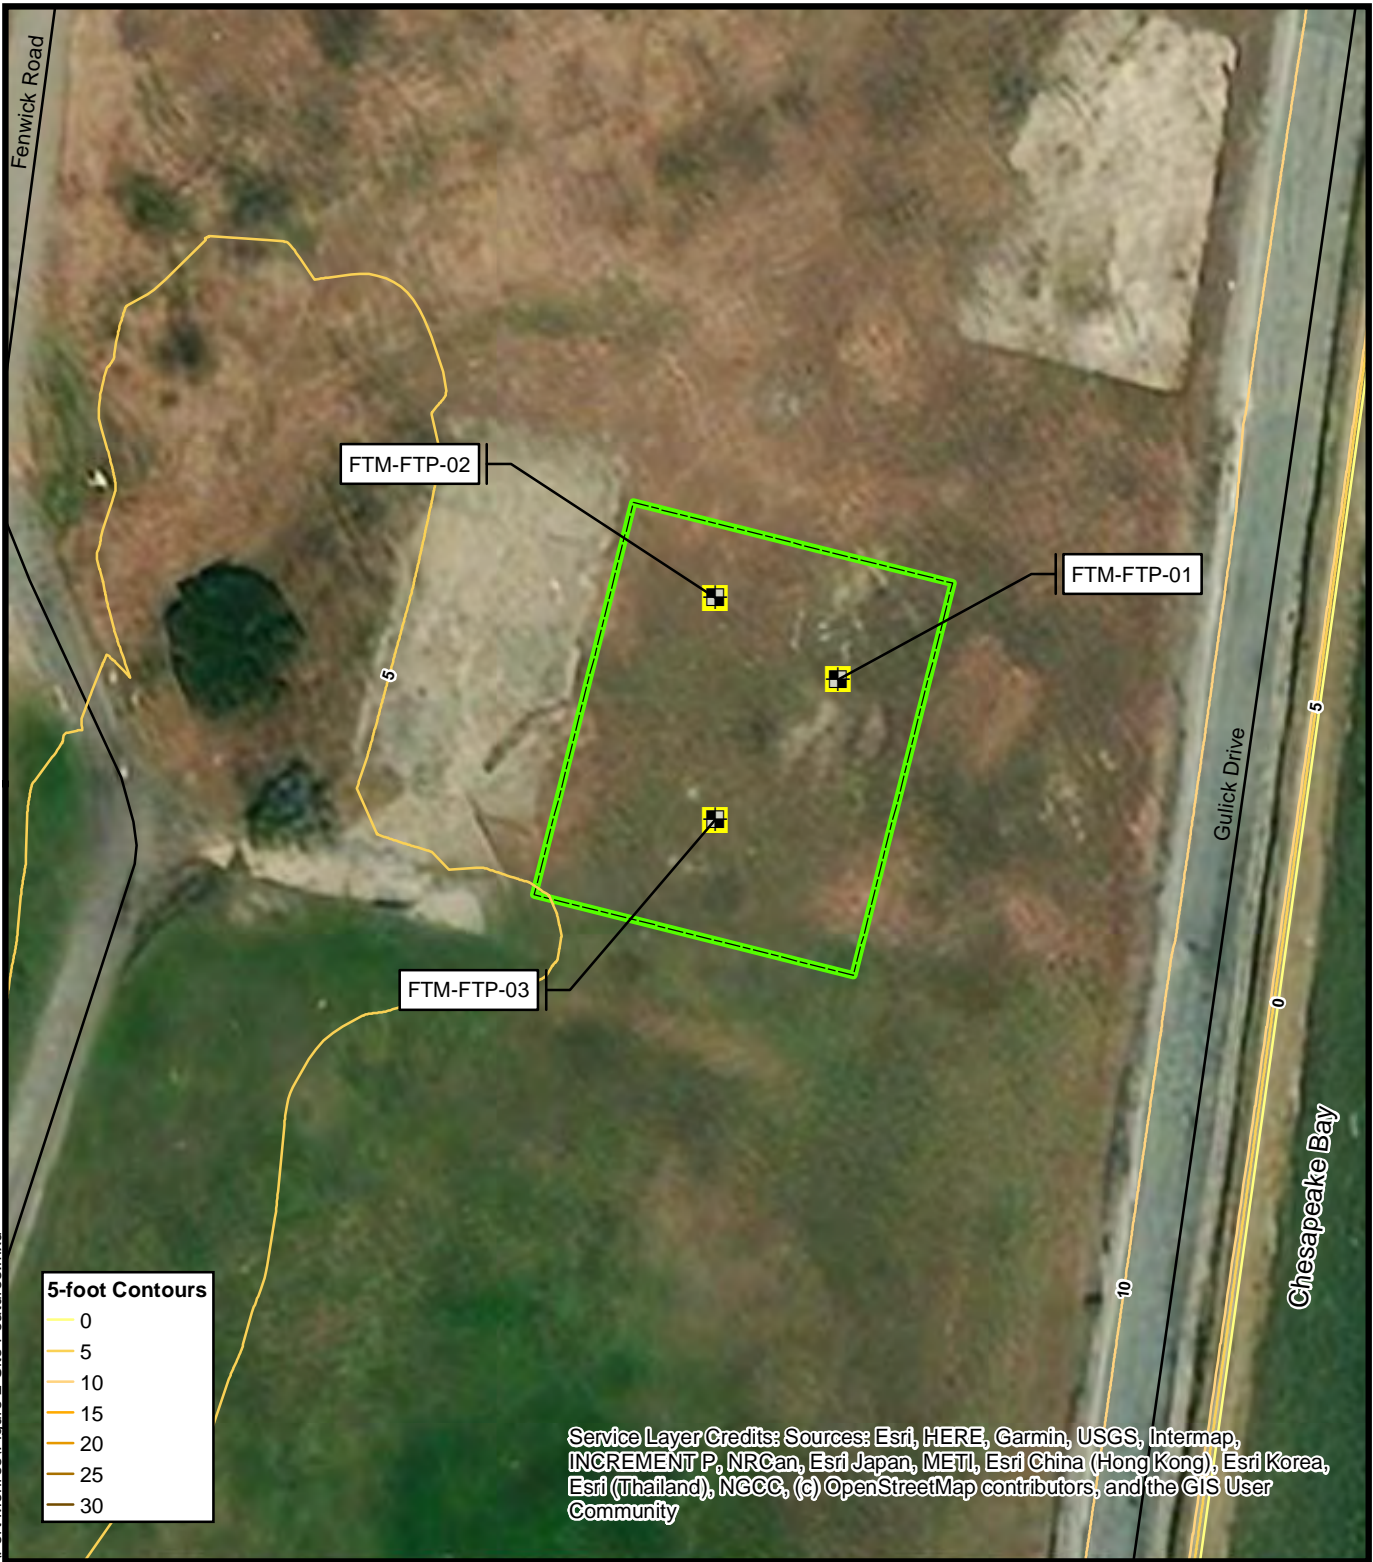 Fenwick Road
FTM-FTP-02
FTM-FTP-01
5
5
Gulick Drive
FTM-FTP-03
0
Chesapeake Bay
10
5-foot Contours
0
5
10
15
20
25
30
Service Layer Credits: Sources: Esri, HERE, Garmin, USGS, Intermap,
INCREMENT P, NRCan, Esri Japan, METI, Esri China (Hong Kong), Esri Korea,
Esri (Thailand), NGCC, (c) OpenStreetMap contributors, and the GIS User
Community